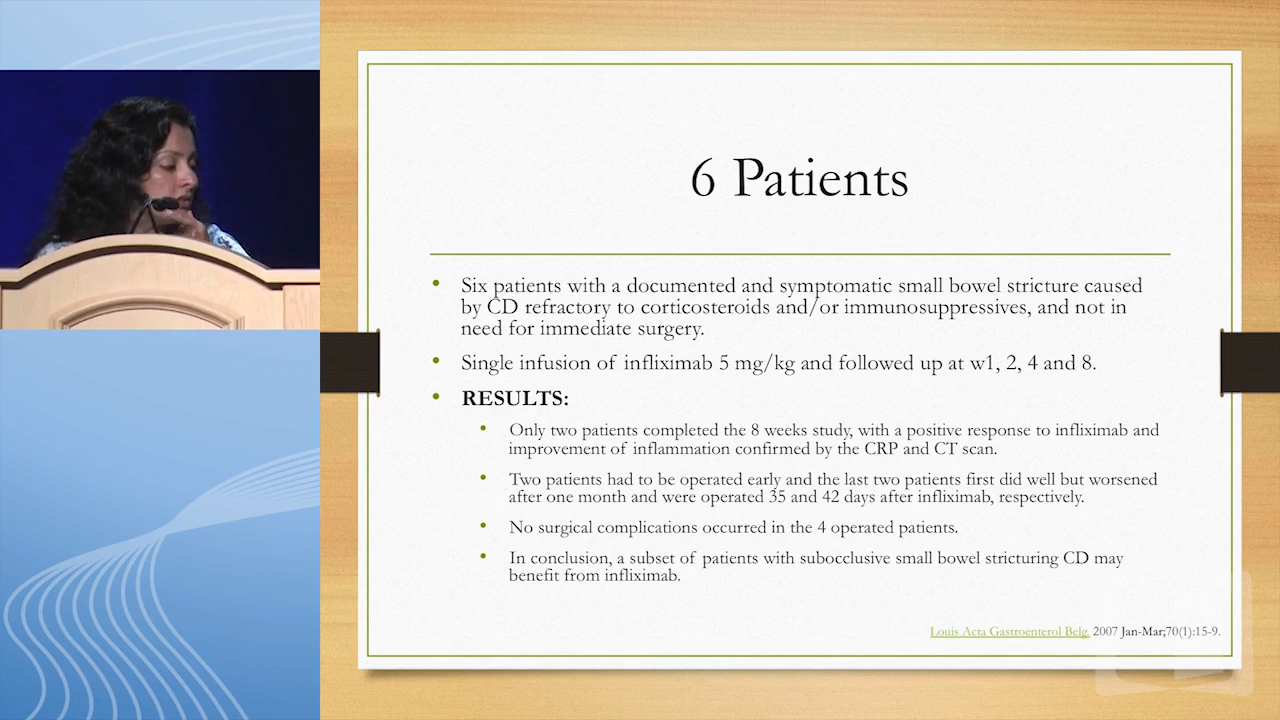 6 Patients
• Six patients with a documented and symptomatic small bowel stricture caused
by CD refractory to corticosteroids and/or immunosuppressives, and not in
need for immediate surgery.
• Single infusion of infliximab 5 mg/kg and followed up at w1, 2, 4 and 8.
• RESULTS:
• Only two patients completed the 8 weeks study, with a positive response to infliximab and
improvement of inflammation confirmed by the CRP and CT scan.
• Two patients had to be operated early and the last two patients first did well but worsened
after one month and were operated 35 and 42 days after infliximab, respectively.
• No surgical complications occurred in the 4 operated patients.
• In conclusion, a subset of patients with subocclusive small bowel stricturing CD may
benefit from infliximab.
Louis Acta Gastroenterol Belg. 2007 Jan-Mar;70(1):15-9.